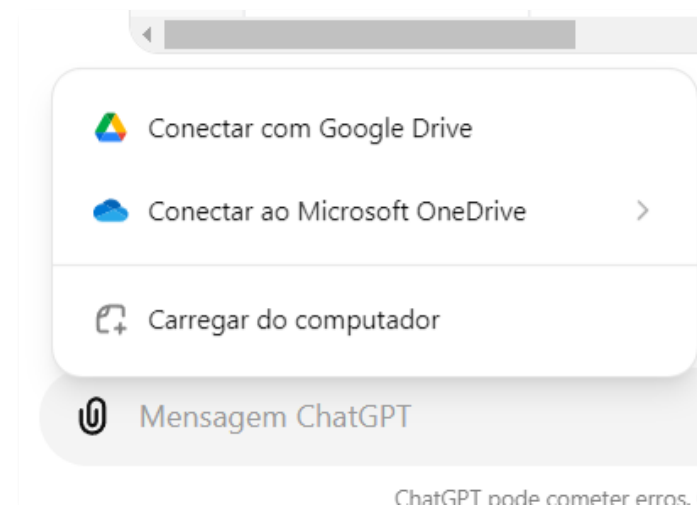 Conectar com Google Drive
Conectar ao Microsoft OneDrive
Carregar do computador
Mensagem ChatGPT
ChatGPT pode cometer erros.